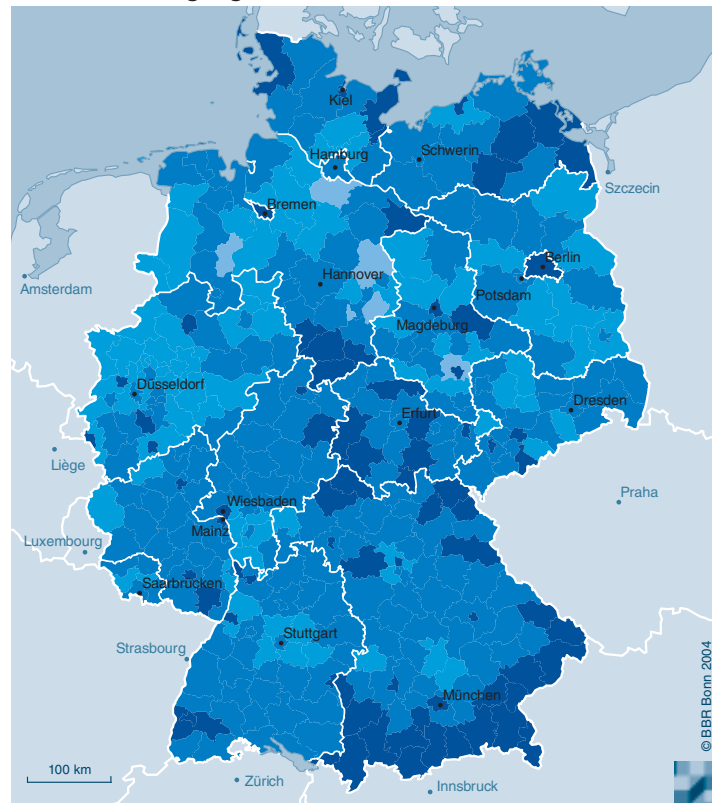 Kiel
Hamburg
Schwerin
Szczecin
Bremen
Berlin
Amsterdam
Hannover
Potsdam
Magdeburg
Düsseldorf
Dresden
Erfurt
Liège
Praha
Wiesbaden
Mainz
Luxembourg
Saarbrücken
Stuttgart
Strasbourg
München
© BBR Bonn 2004
100 km
Zürich
Innsbruck